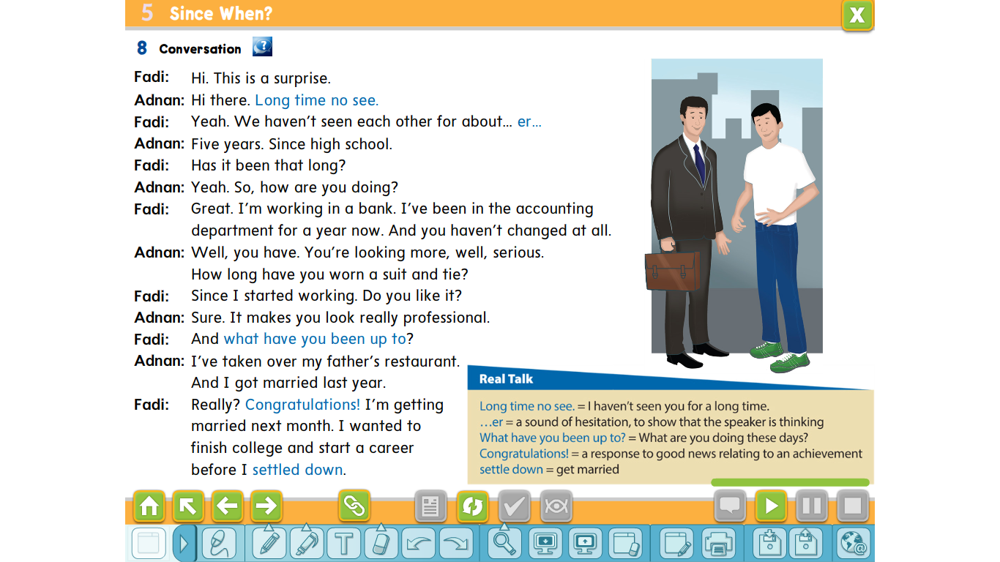 5 Since When?
X
8 Conversation ?
Fadi: Hi. This is a surprise.
Adnan: Hi there. Long time no see.
Fadi: Yeah. We haven't seen each other for about... er...
Adnan: Five years. Since high school.
Fadi: Has it been that long?
Adnan: Yeah. So, how are you doing?
Fadi: Great. I'm working in a bank. I've been in the accounting
department for a year now. And you haven't changed at all.
Adnan: Well, you have. You're looking more, well, serious.
How long have you worn a suit and tie?
Fadi: Since I started working. Do you like it?
Adnan: Sure. It makes you look really professional.
Fadi: And what have you been up to?
Adnan: I've taken over my father's restaurant.
And I got married last year.
Fadi: Really? Congratulations! I'm getting
married next month. I wanted to
finish college and start a career
before I settled down.
Real Talk
Long time no see. = I haven't seen you for a long time.
...er = a sound of hesitation, to show that the speaker is thinking
What have you been up to? = What are you doing these days?
Congratulations! = a response to good news relating to an achievement
settle down = get married
T
@